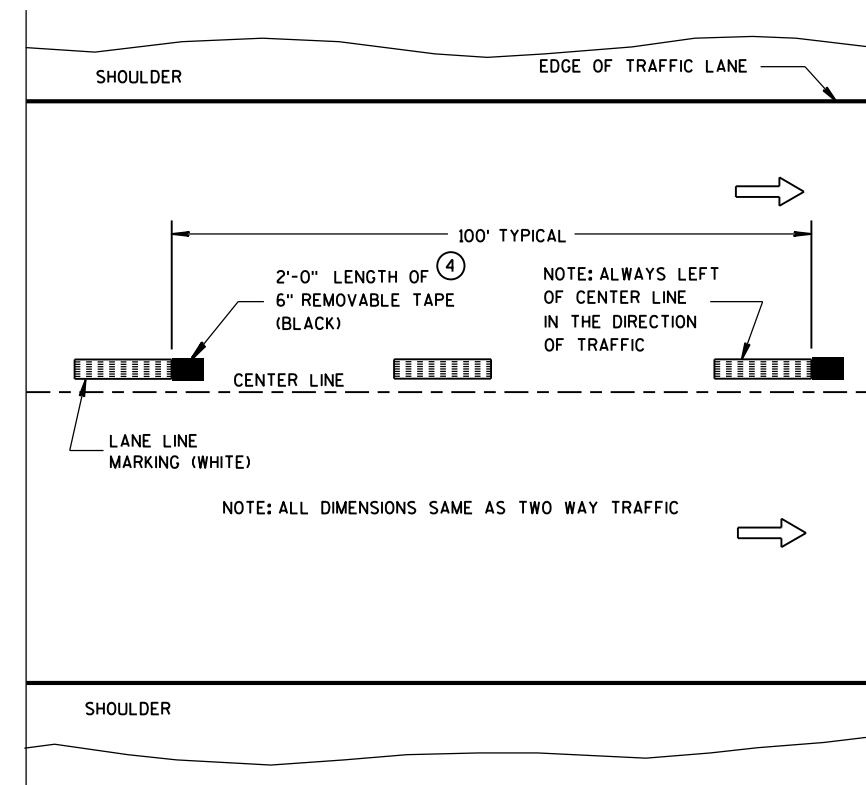 SHOULDER
EDGE OF TRAFFIC LANE
100' TYPICAL
2'-0" LENGTH OF 4
6" REMOVABLE TAPE
(BLACK)
NOTE: ALWAYS LEFT
OF CENTER LINE
IN THE DIRECTION
OF TRAFFIC
CENTER LINE
LANE LINE
MARKING (WHITE)
NOTE: ALL DIMENSIONS SAME AS TWO WAY TRAFFIC
SHOULDER